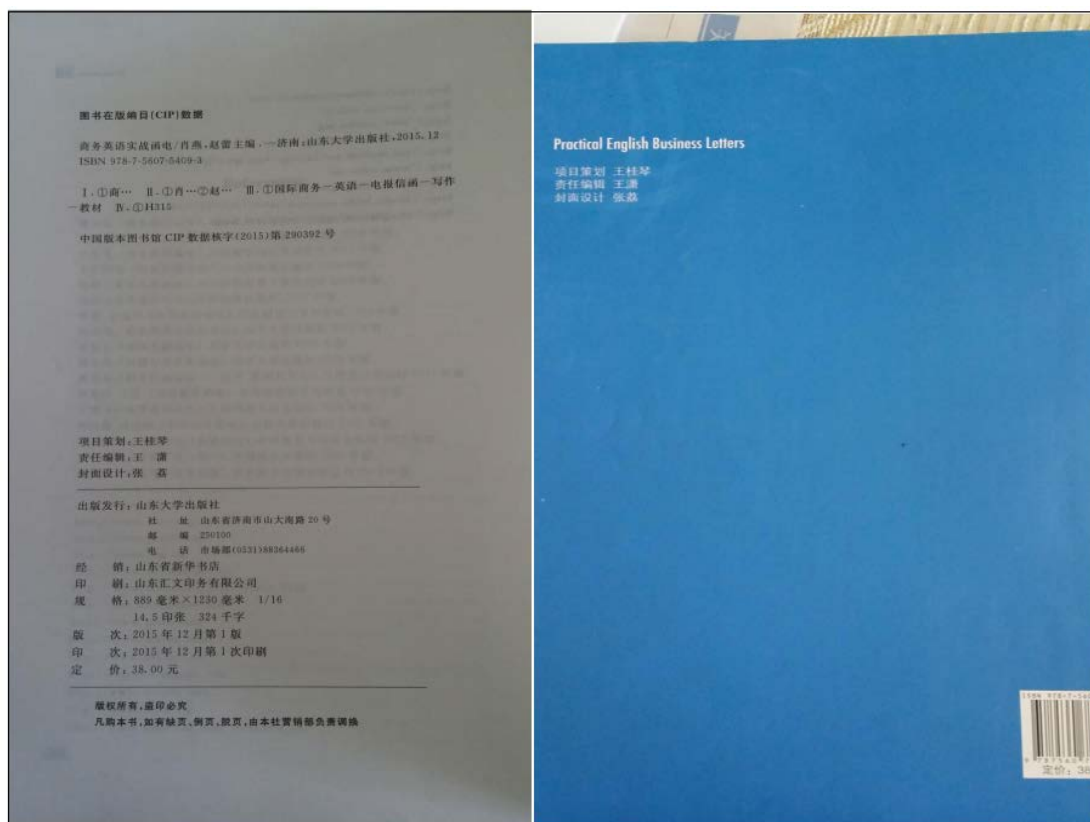 图书在版编目(CIP)数据
商务英语实战函电/肖燕,赵蕾主编.—济南:山东大学出版社,2015.12
ISBN 978-7-5607-5409-3
Ⅰ.①商… Ⅱ.①肖…②赵… Ⅲ.①国际商务－英语－电报信函－写作
－教材 Ⅳ.①H315
中国版本图书馆CIP数据核字(2015)第290392号
项目策划:王桂琴
责任编辑:王 潇
封面设计:张 荔
出版发行:山东大学出版社
社 址 山东省济南市山大南路20号
邮 编 250100
电 话 市场部(0531)88364466
经 销:山东省新华书店
印 刷:山东汇文印务有限公司
规 格:889毫米×1230毫米 1/16
14.5印张 324千字
版 次:2015年12月第1版
印 次:2015年12月第1次印刷
定 价:38.00元
版权所有,盗印必究
凡购本书,如有缺页、倒页、脱页,由本社营销部负责调换
Practical English Business Letters
项目策划 王桂琴
责任编辑 王潇
封面设计 张荔
ISBN 978-7-560
9 787560 7
定价: 38